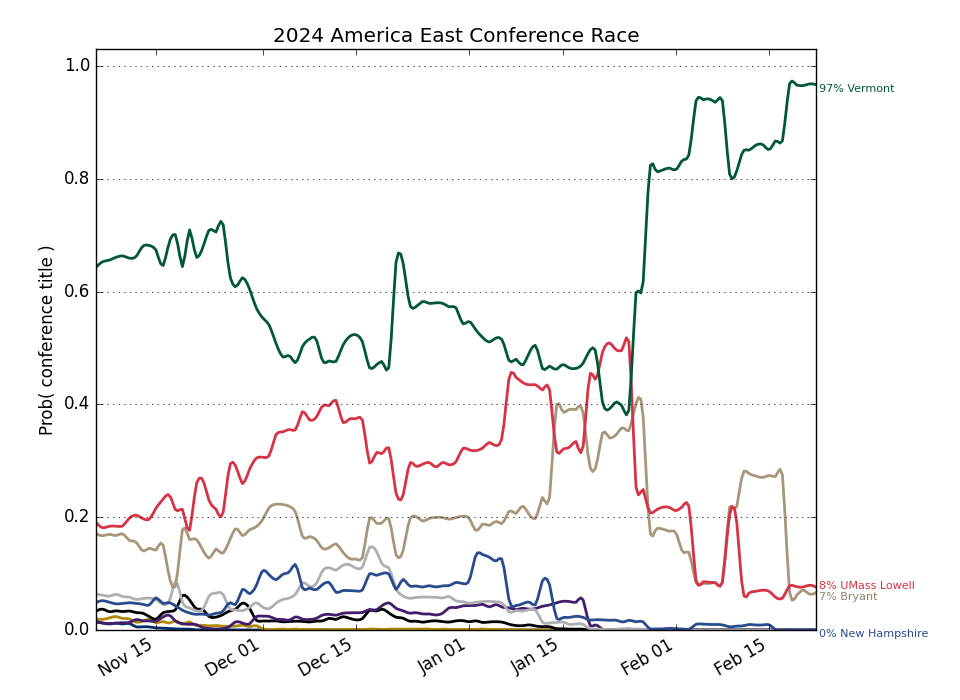 2024 America East Conference Race
1.0
0.8
0.6
0.4
0.2
0.0
Prob( conference title )
97% Vermont
8% UMass Lowell
7% Bryant
0% New Hampshire
Nov 15
Dec 01
Dec 15
Jan 01
Jan 15
Feb 01
Feb 15